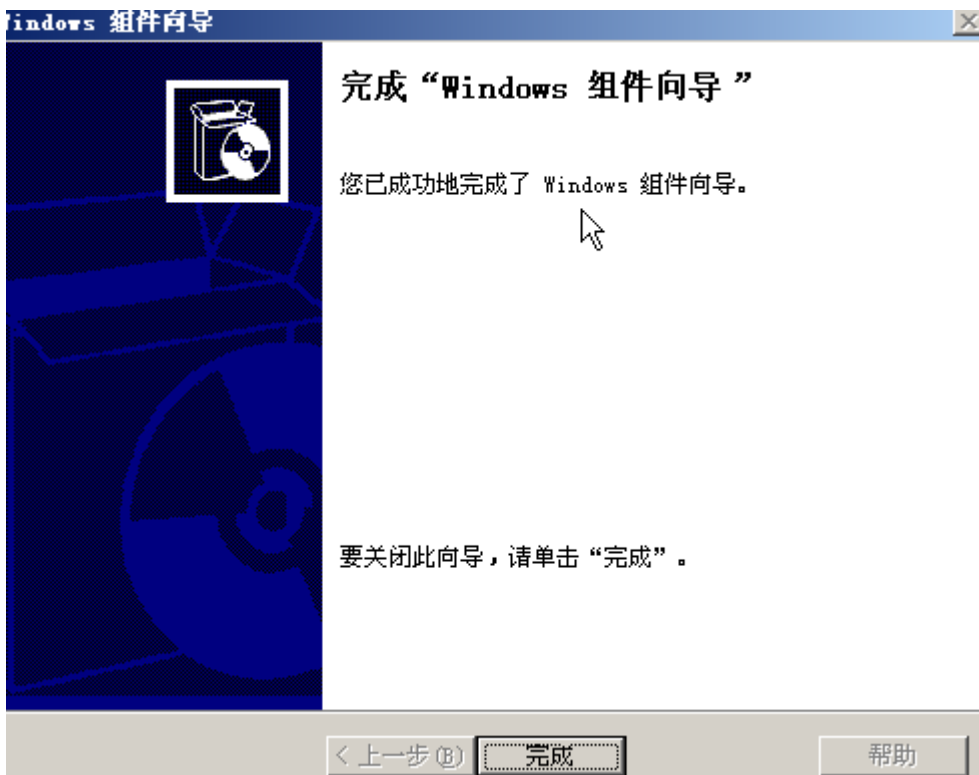 Windows 组件向导
完成“Windows 组件向导 ”
您已成功地完成了 Windows 组件向导。
要关闭此向导，请单击“完成”。
< 上一步(B)
完成
帮助